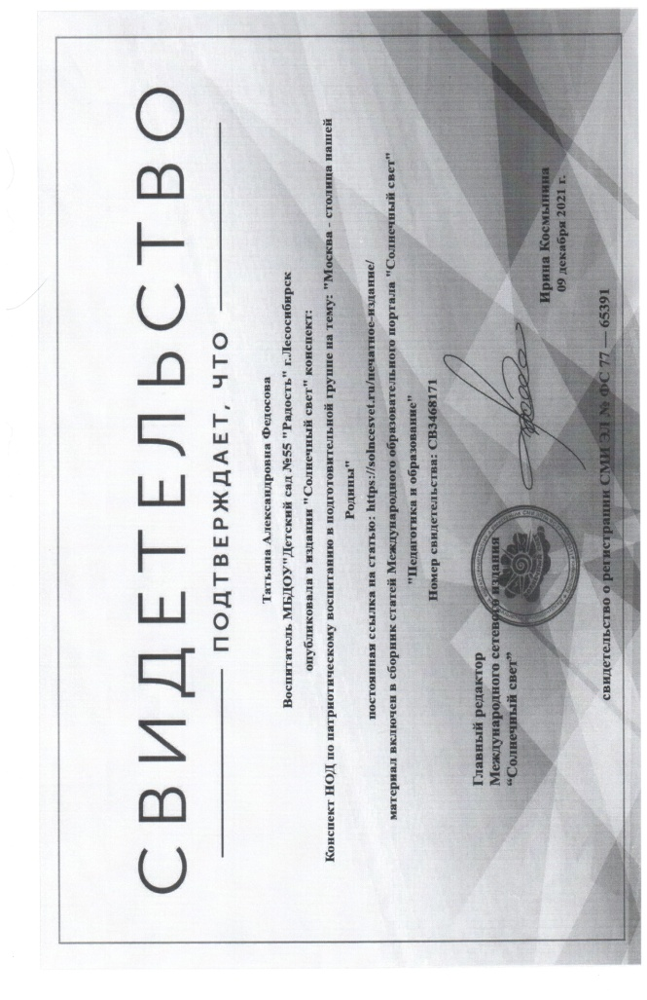 СВИДЕТЕЛЬСТВО
ПОДТВЕРЖДАЕТ, ЧТО
Татьяна Александровна Федосова
Воспитатель МБДОУ"Детский сад №55 "Радость" г.Лесосибирск
опубликовала в издании "Солнечный свет" конспект:
Конспект НОД по патриотическому воспитанию в подготовительной группе на тему: "Москва - столица нашей
Родины"
постоянная ссылка на статью: https://solncesvet.ru/печатное-издание/
материал включен в сборник статей Международного образовательного портала "Солнечный свет"
"Педагогика и образование"
Номер свидетельства: СВ3468171
Главный редактор
Международного сетевого издания
“Солнечный свет”
Ирина Космынина
09 декабря 2021 г.
свидетельство о регистрации СМИ ЭЛ № ФС 77 — 65391